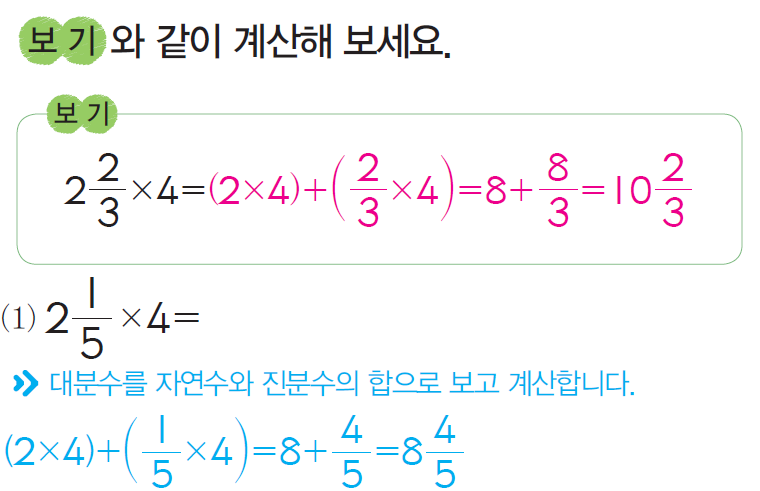 보기와 같이 계산해 보세요.
보기
2 2/3 ×4=(2×4)+(2/3 ×4)=8+8/3=10 2/3
(1) 2 1/5 ×4=
» 대분수를 자연수와 진분수의 합으로 보고 계산합니다.
(2×4)+(1/5 ×4)=8+4/5=8 4/5